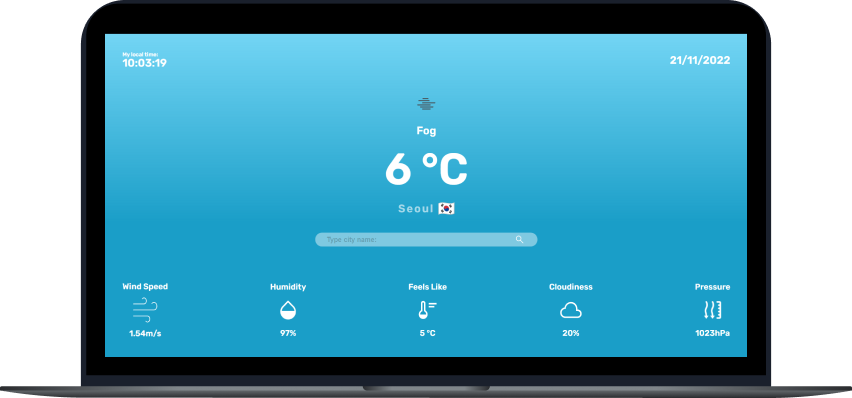 My local time:
10:03:19
21/11/2022
Fog
6 °C
Seoul
Type city name:
Wind Speed
Humidity
Feels Like
Cloudiness
Pressure
1.54m/s
97%
5 °C
20%
1023hPa